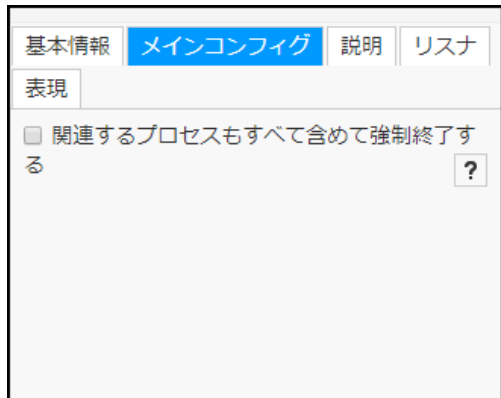 基本情報 メインコンフィグ 説明 リスナ
表現
関連するプロセスもすべて含めて強制終了す
る
?